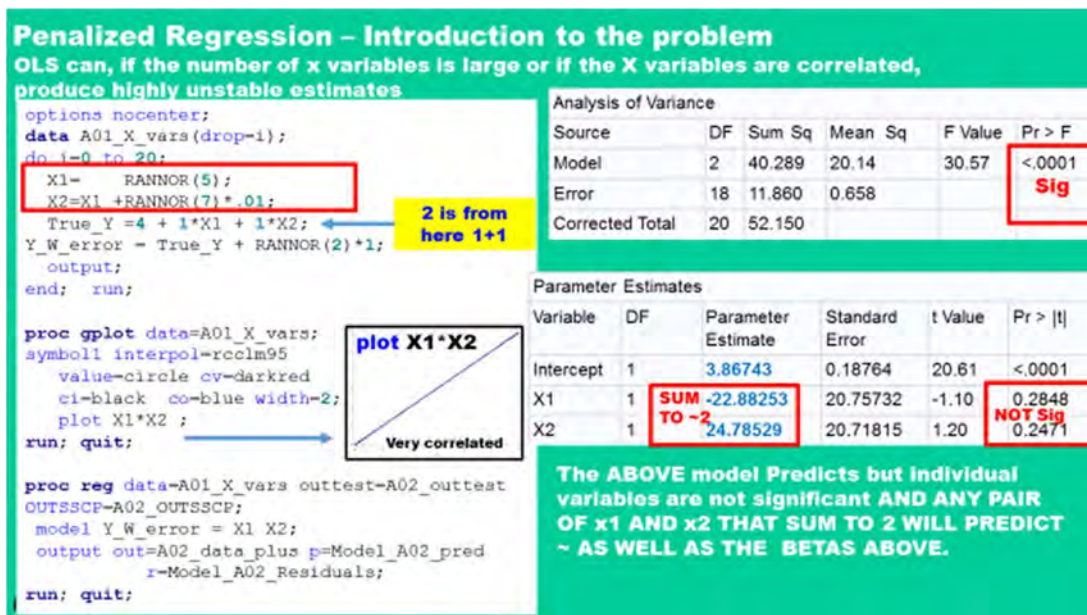 Penalized Regression – Introduction to the problem
OLS can, if the number of x variables is large or if the X variables are correlated,
produce highly unstable estimates
options nocenter;
data A01_X_vars(drop=i);
do i=0 to 20;
X1=    RANNOR(5);
X2=X1 +RANNOR(7)*.01;
True_Y =4 + 1*X1 + 1*X2;
Y_W_error = True_Y + RANNOR(2)*1;
output;
end;  run;
2 is from
here 1+1
proc gplot data=A01_X_vars;
symbol1 interpol=rcclm95
value=circle cv=darkred
ci=black  co=blue width=2;
plot X1*X2 ;
run; quit;
plot X1*X2
Very correlated
proc reg data=A01_X_vars outtest=A02_outtest
OUTSSCP=A02_OUTSSCP;
model Y_W_error = X1 X2;
output out=A02_data_plus p=Model_A02_pred
r=Model_A02_Residuals;
run; quit;
Analysis of Variance
Source DF Sum Sq Mean Sq F Value Pr > F
Model 2 40.289 20.14 30.57 <.0001
Sig
Error 18 11.860 0.658
Corrected Total 20 52.150
Parameter Estimates
Variable DF Parameter Standard t Value Pr > |t|
Estimate Error
Intercept 1 3.86743 0.18764 20.61 <.0001
X1 1 SUM -22.88253 20.75732 -1.10 0.2848
TO ~2 NOT Sig
X2 1 24.78529 20.71815 1.20 0.2471
The ABOVE model Predicts but individual
variables are not significant AND ANY PAIR
OF x1 AND x2 THAT SUM TO 2 WILL PREDICT
~ AS WELL AS THE  BETAS ABOVE.